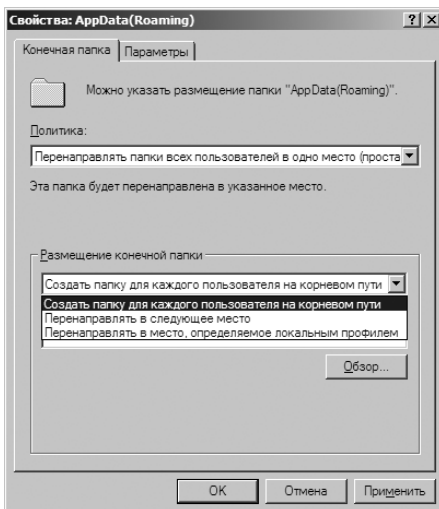 Свойства: AppData(Roaming)
Конечная папка Параметры
Можно указать размещение папки "AppData(Roaming)".
Политика:
Перенаправлять папки всех пользователей в одно место (проста
Эта папка будет перенаправлена в указанное место.
Размещение конечной папки
Создать папку для каждого пользователя на корневом пути
Создать папку для каждого пользователя на корневом пути
Перенаправлять в следующее место
Перенаправлять в место, определяемое локальным профилем
Обзор...
OK Отмена Применить